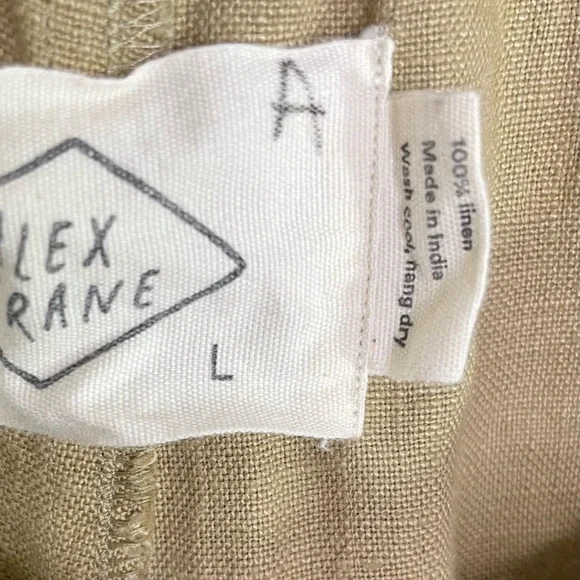 A
LEX
RANE
L
100% linen
Made in India
Wash cool, hang dry